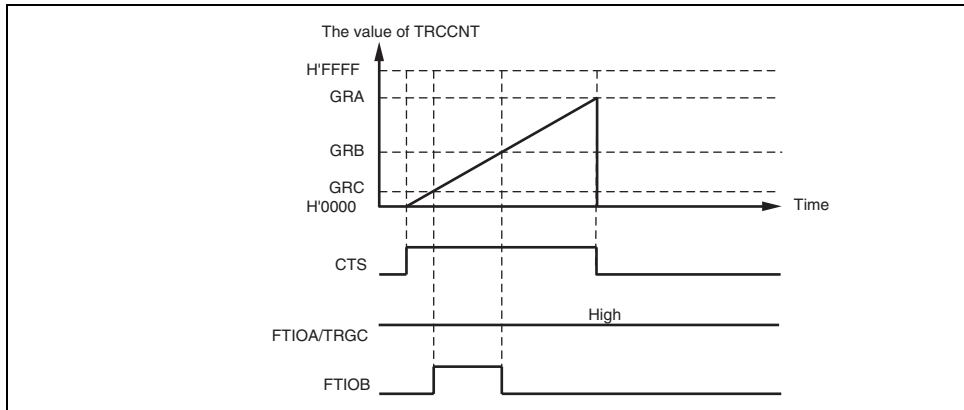 The value of TRCCNT
H'FFFF
GRA
GRB
GRC
H'0000
Time
CTS
High
FTIOA/TRGC
FTIOB